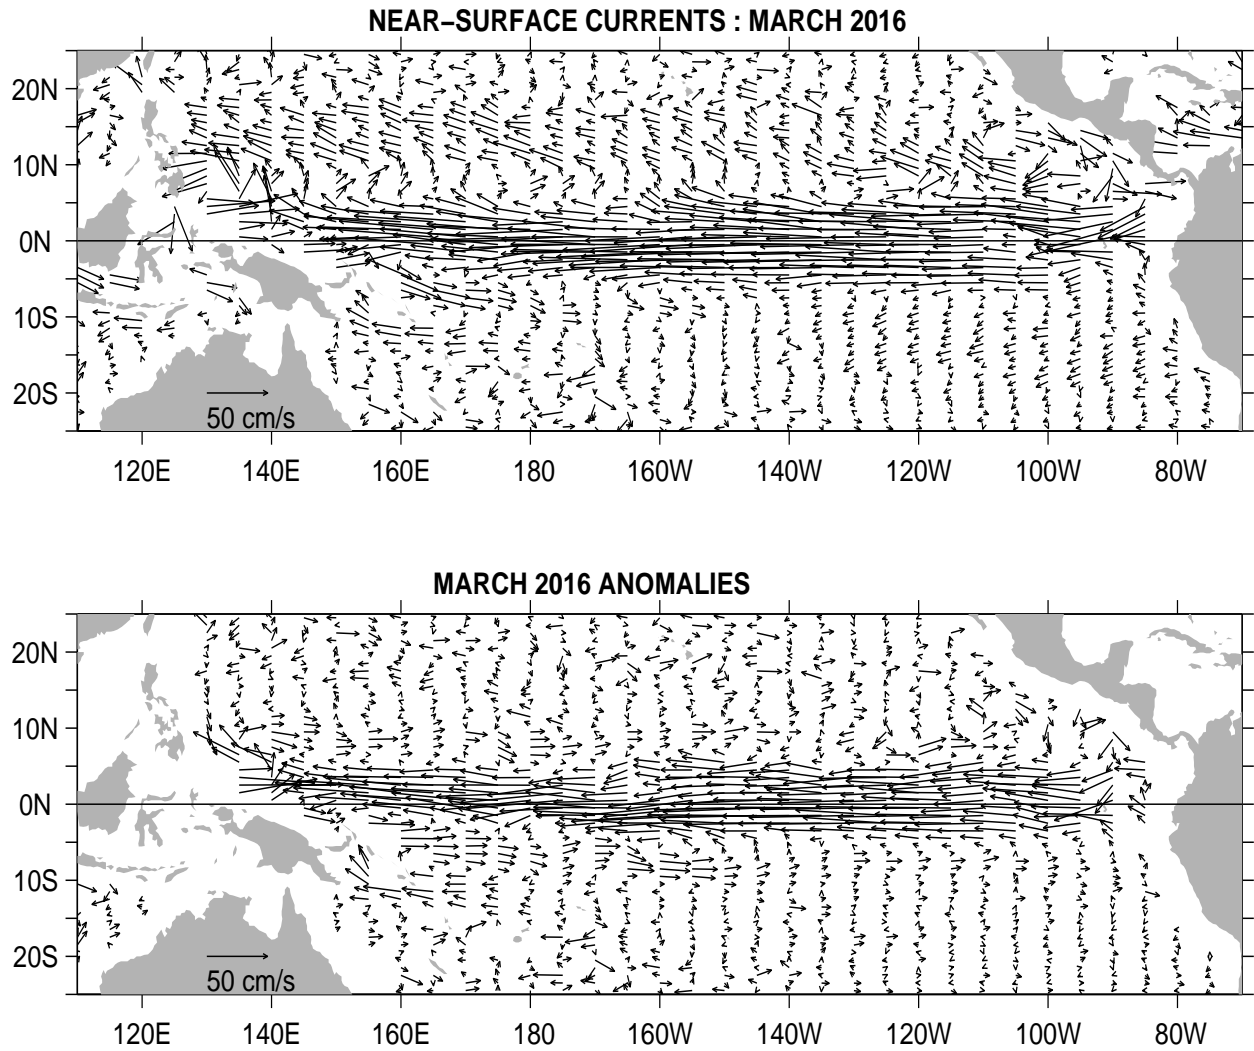 NEAR–SURFACE CURRENTS : MARCH 2016
20N
10N
0N
10S
20S
50 cm/s
120E 140E 160E 180 160W 140W 120W 100W 80W
MARCH 2016 ANOMALIES
20N
10N
0N
10S
20S
50 cm/s
120E 140E 160E 180 160W 140W 120W 100W 80W